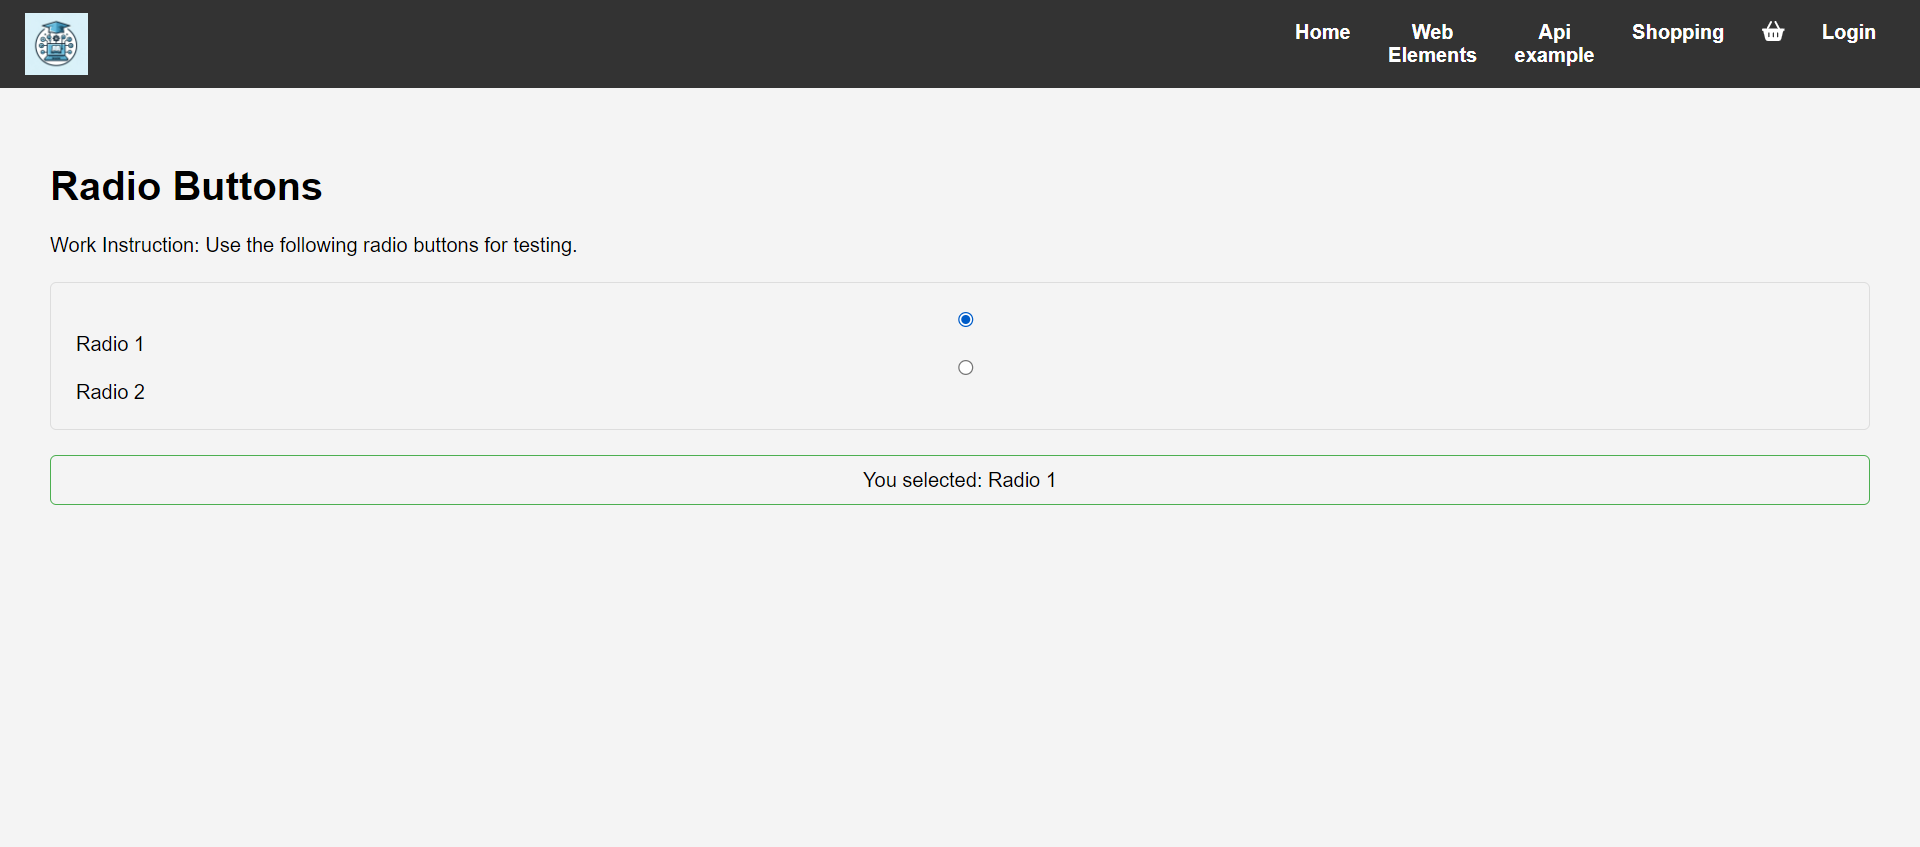 Home
Web
Elements
Api
example
Shopping
Login
Radio Buttons
Work Instruction: Use the following radio buttons for testing.
Radio 1
Radio 2
You selected: Radio 1